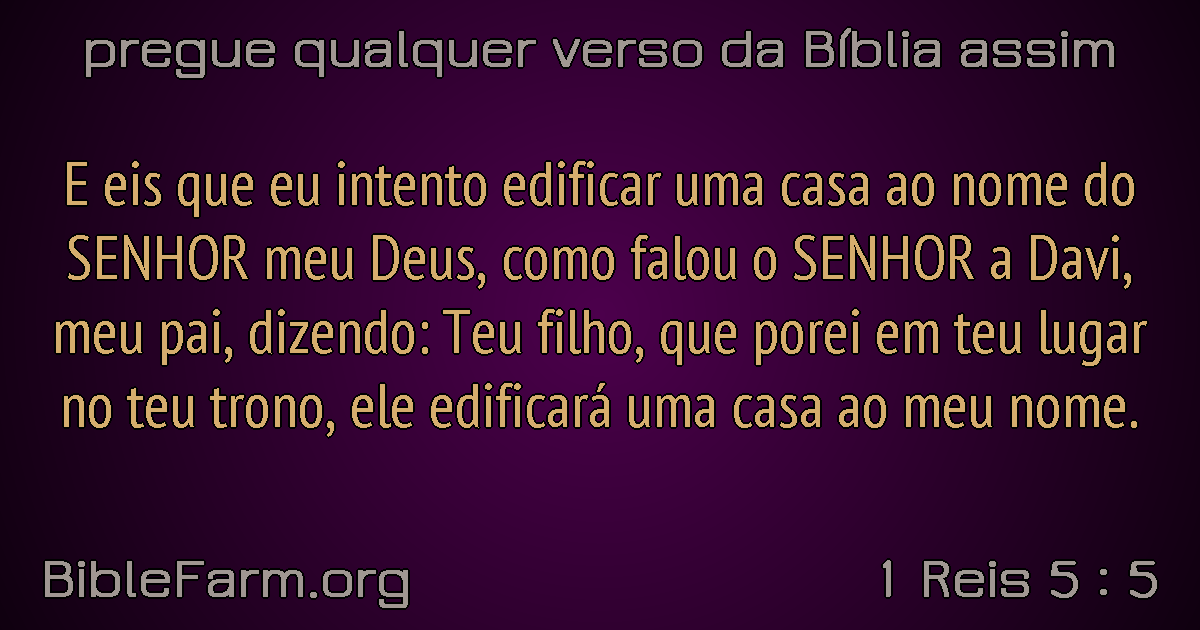 pregue qualquer verso da Bíblia assim
E eis que eu intento edificar uma casa ao nome do
SENHOR meu Deus, como falou o SENHOR a Davi,
meu pai, dizendo: Teu filho, que porei em teu lugar
no teu trono, ele edificará uma casa ao meu nome.
BibleFarm.org
1 Reis 5 : 5